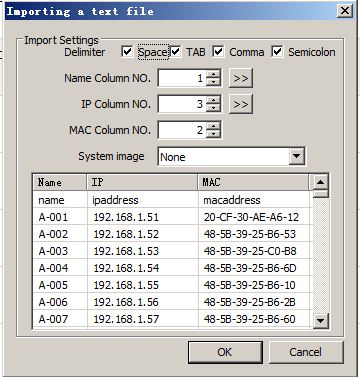 Importing a text file
Import Settings
Delimiter Space TAB Comma Semicolon
Name Column NO. 1 >>
IP Column NO. 3 >>
MAC Column NO. 2
System image None
Name IP MAC
name ipaddress macaddress
A-001 192.168.1.51 20-CF-30-AE-A6-12
A-002 192.168.1.52 48-5B-39-25-B6-53
A-003 192.168.1.53 48-5B-39-25-C0-B8
A-004 192.168.1.54 48-5B-39-25-B6-6D
A-005 192.168.1.55 48-5B-39-25-B6-10
A-006 192.168.1.56 48-5B-39-25-B6-2B
A-007 192.168.1.57 48-5B-39-25-B6-60
OK Cancel